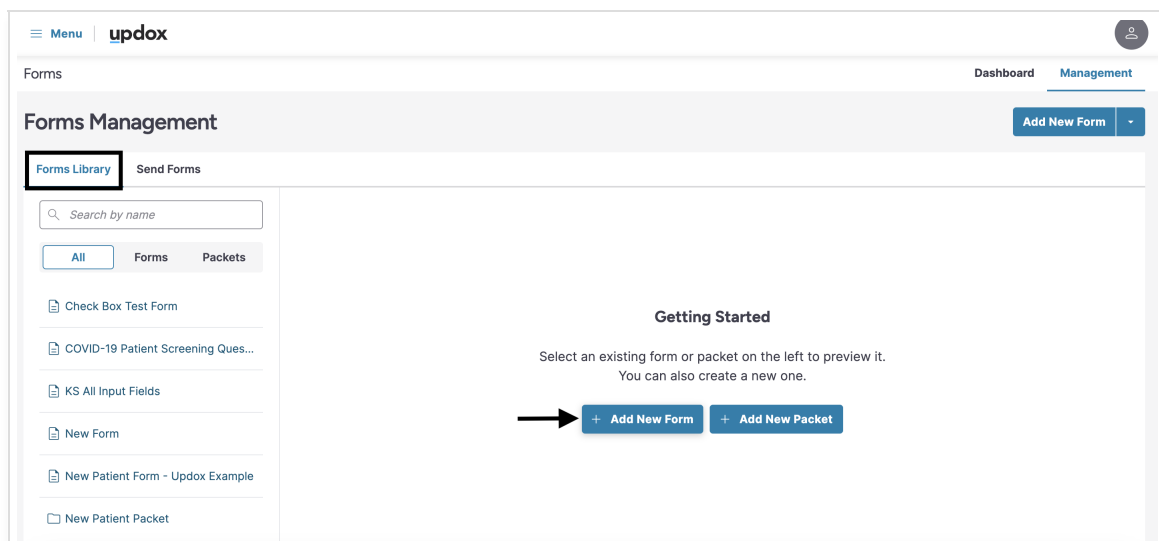 Menu
updox
Forms
Dashboard
Management
Forms Management
Add New Form
Forms Library
Send Forms
Search by name
All
Forms
Packets
Check Box Test Form
COVID-19 Patient Screening Ques...
KS All Input Fields
New Form
New Patient Form - Updox Example
New Patient Packet
Getting Started
Select an existing form or packet on the left to preview it.
You can also create a new one.
+ Add New Form
+ Add New Packet